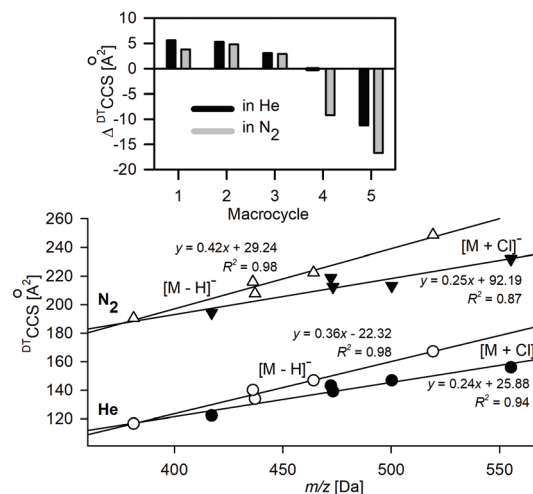 10
5
0
-5
-10
-15
-20
Δ ᴰᵀCCS [Å²]
in He
in N₂
1 2 3 4 5
Macrocycle
260
240
220
200
180
160
140
120
ᴰᵀCCS [Å²]
y = 0.42x + 29.24
R² = 0.98
[M - H]⁻
[M + Cl]⁻
y = 0.25x + 92.19
R² = 0.87
N₂
y = 0.36x - 22.32
R² = 0.98
[M - H]⁻
[M + Cl]
y = 0.24x + 25.88
R² = 0.94
He
400 450 500 550
m/z [Da]